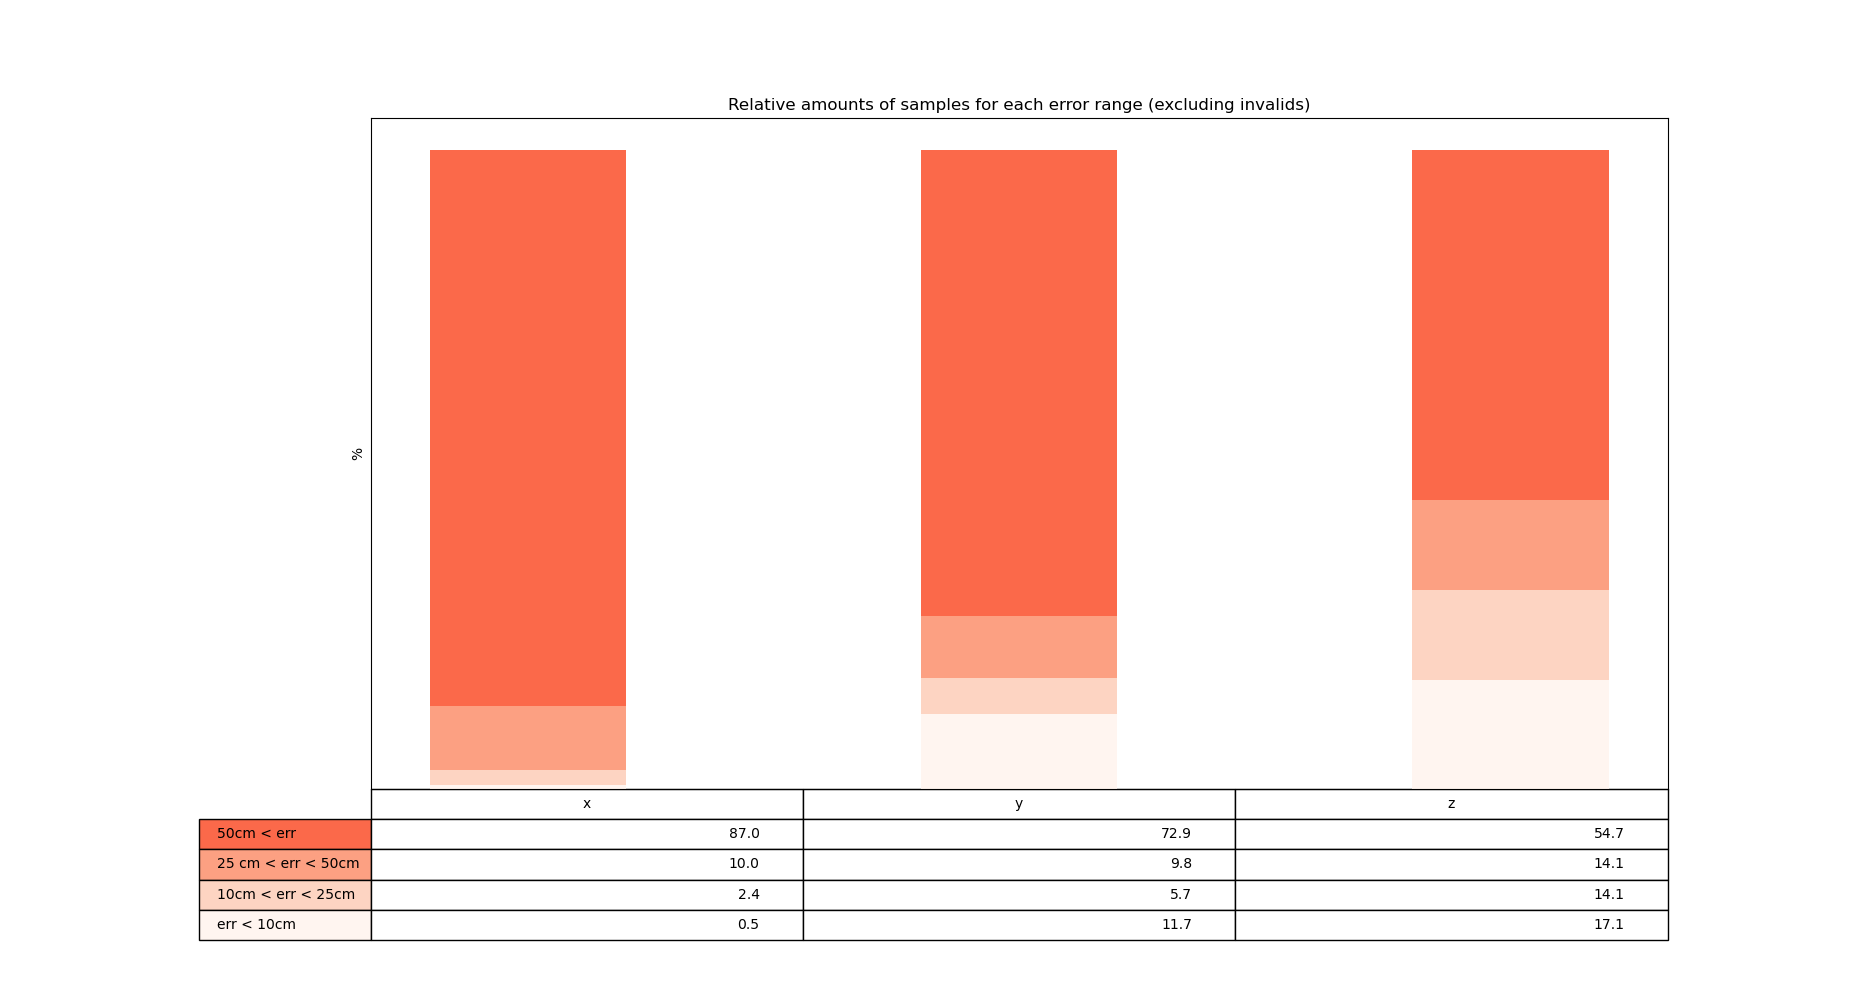 Relative amounts of samples for each error range (excluding invalids)
%
x y z
50cm < err 87.0 72.9 54.7
25 cm < err < 50cm 10.0 9.8 14.1
10cm < err < 25cm 2.4 5.7 14.1
err < 10cm 0.5 11.7 17.1